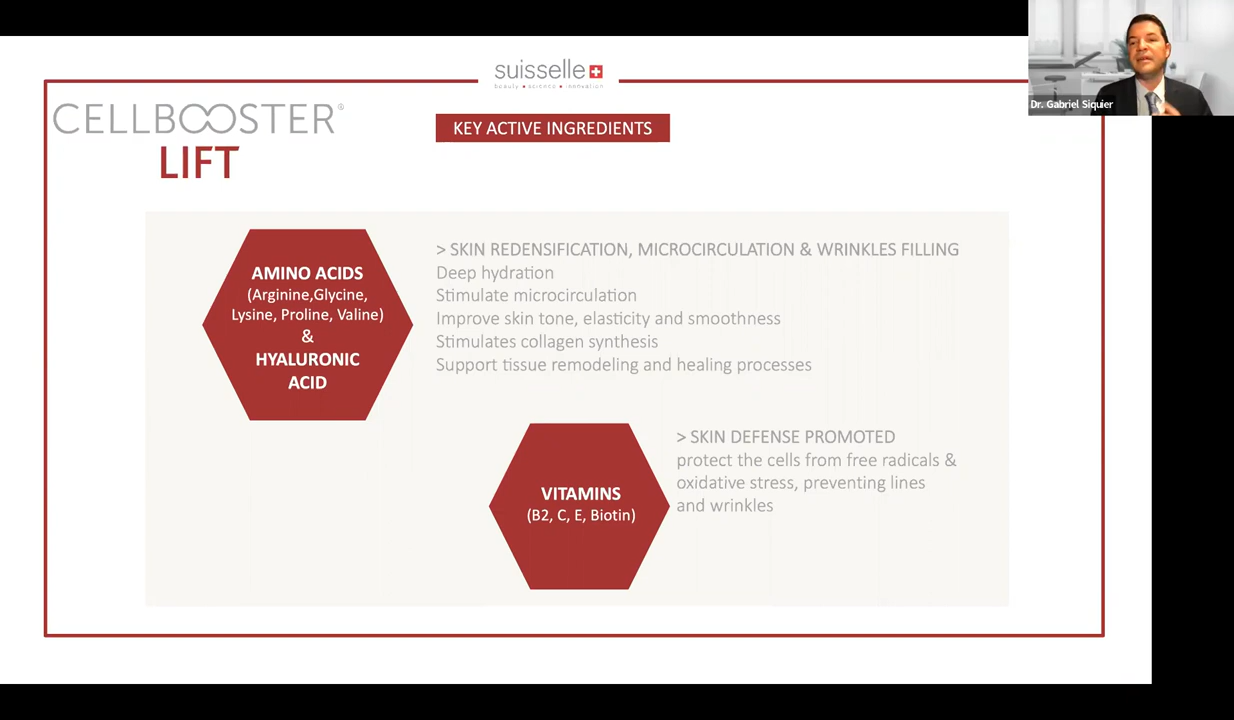 suisselle
beauty • science • innovation
Dr. Gabriel Siquier
CELLBOOSTER®
LIFT
KEY ACTIVE INGREDIENTS
AMINO ACIDS
(Arginine,Glycine,
Lysine, Proline, Valine)
&
HYALURONIC
ACID
> SKIN REDENSIFICATION, MICROCIRCULATION & WRINKLES FILLING
Deep hydration
Stimulate microcirculation
Improve skin tone, elasticity and smoothness
Stimulates collagen synthesis
Support tissue remodeling and healing processes
VITAMINS
(B2, C, E, Biotin)
> SKIN DEFENSE PROMOTED
protect the cells from free radicals &
oxidative stress, preventing lines
and wrinkles